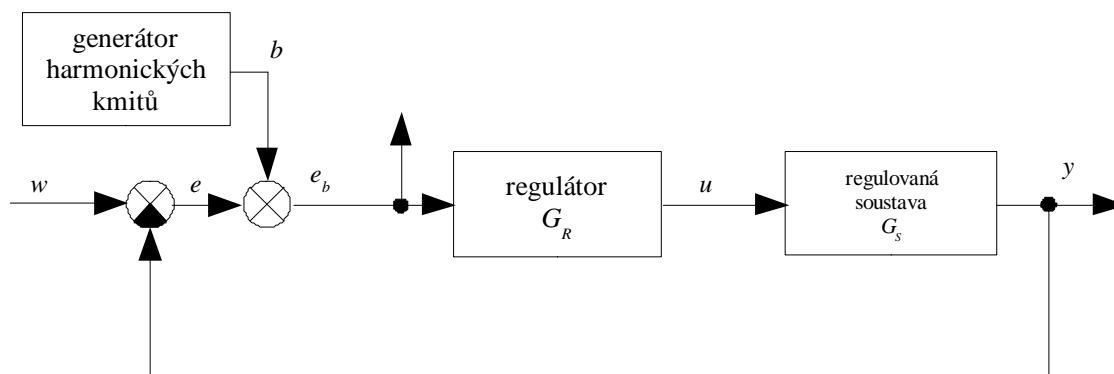 generátor
harmonických
kmitů
b
w
e
e_b
regulátor
G_R
u
regulovaná
soustava
G_S
y